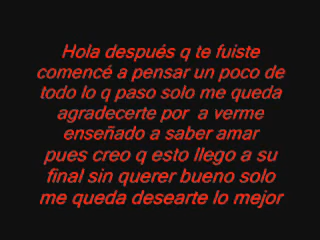 Hola después q te fuiste
comencé a pensar un poco de
todo lo q paso solo me queda
agradecerte por a verme
enseñado a saber amar
pues creo q esto llego a su
final sin querer bueno solo
me queda desearte lo mejor